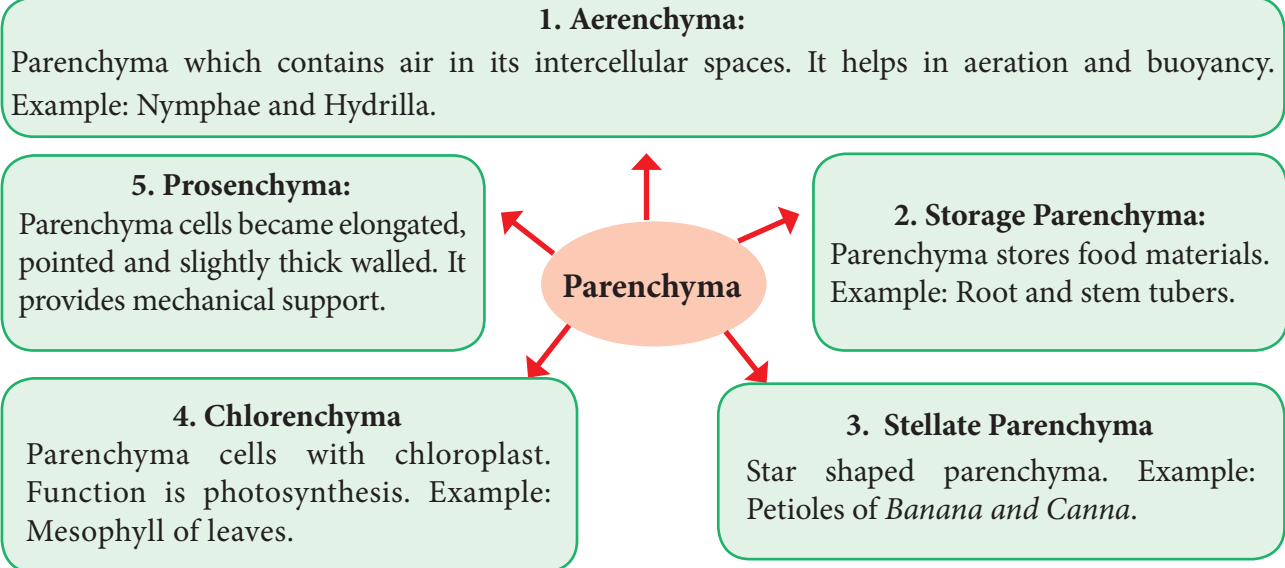 1. Aerenchyma:
Parenchyma which contains air in its intercellular spaces. It helps in aeration and buoyancy.
Example: Nymphae and Hydrilla.
5. Prosenchyma:
Parenchyma cells became elongated,
pointed and slightly thick walled. It
provides mechanical support.
Parenchyma
2. Storage Parenchyma:
Parenchyma stores food materials.
Example: Root and stem tubers.
4. Chlorenchyma
Parenchyma cells with chloroplast.
Function is photosynthesis. Example:
Mesophyll of leaves.
3. Stellate Parenchyma
Star shaped parenchyma. Example:
Petioles of Banana and Canna.